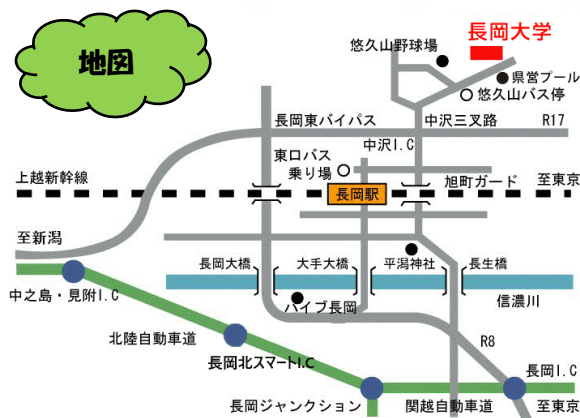 地図
長岡大学
悠久山野球場
県営プール
悠久山バス停
長岡東バイパス
中沢三叉路
R17
中沢I.C
東口バス
乗り場
上越新幹線
長岡駅
旭町ガード
至東京
至新潟
長岡大橋
大手大橋
平潟神社
長生橋
中之島・見附I.C
ハイブ長岡
信濃川
北陸自動車道
R8
長岡北スマートI.C
長岡I.C
長岡ジャンクション
関越自動車道
至東京